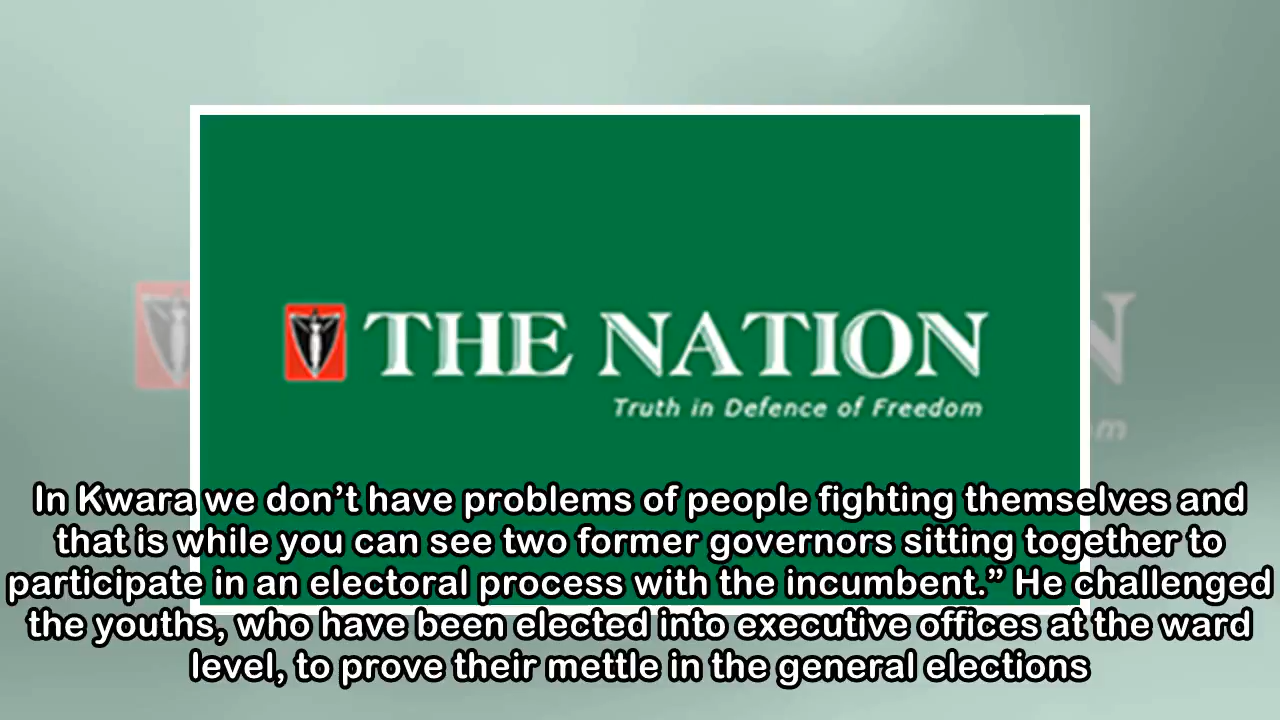 THE NATION
Truth in Defence of Freedom
In Kwara we don’t have problems of people fighting themselves and
that is while you can see two former governors sitting together to
participate in an electoral process with the incumbent.” He challenged
the youths, who have been elected into executive offices at the ward
level, to prove their mettle in the general elections